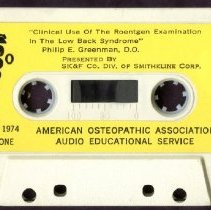 "Clinical Use Of The Roentgen Examination
In The Low Back Syndrome"
Philip E. Greenman, D.O.
PRESENTED BY
SK&F CO. DIV. OF SMITHKLINE CORP.
1974
AMERICAN OSTEOPATHIC ASSOCIATION
ONE
AUDIO EDUCATIONAL SERVICE